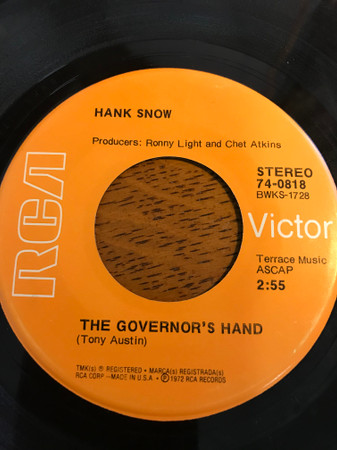 HANK SNOW
Producers: Ronny Light and Chet Atkins
STEREO
74-0818
BWKS-1728
RCA
Victor
Terrace Music
ASCAP
2:55
THE GOVERNOR'S HAND
(Tony Austin)
TMK(s) ® REGISTERED • MARCA(s) REGISTRADA(s)
RCA CORP.-MADE IN U.S.A. • ℗ 1972 RCA RECORDS